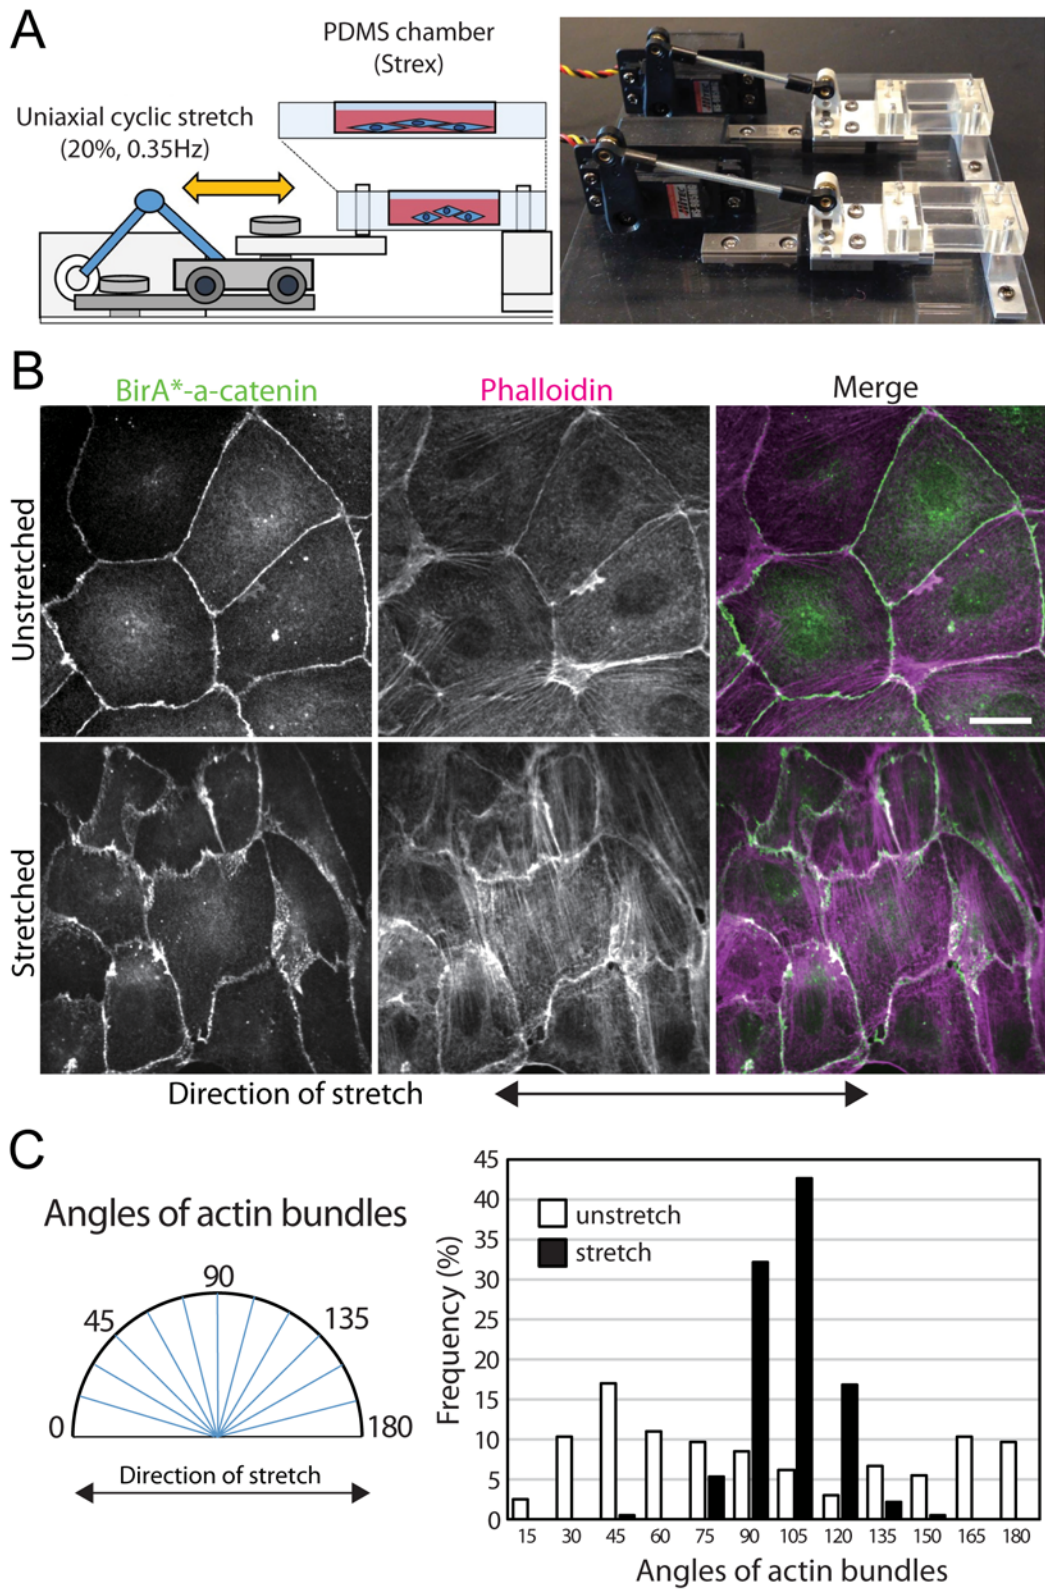 A
PDMS chamber
(Strex)
Uniaxial cyclic stretch
(20%, 0.35Hz)
B
BirA*-a-catenin
Phalloidin
Merge
Unstretched
Stretched
Direction of stretch
C
Angles of actin bundles
0
45
90
135
180
Direction of stretch
Frequency (%)
45
40
35
30
25
20
15
10
5
0
unstretch
stretch
15 30 45 60 75 90 105 120 135 150 165 180
Angles of actin bundles